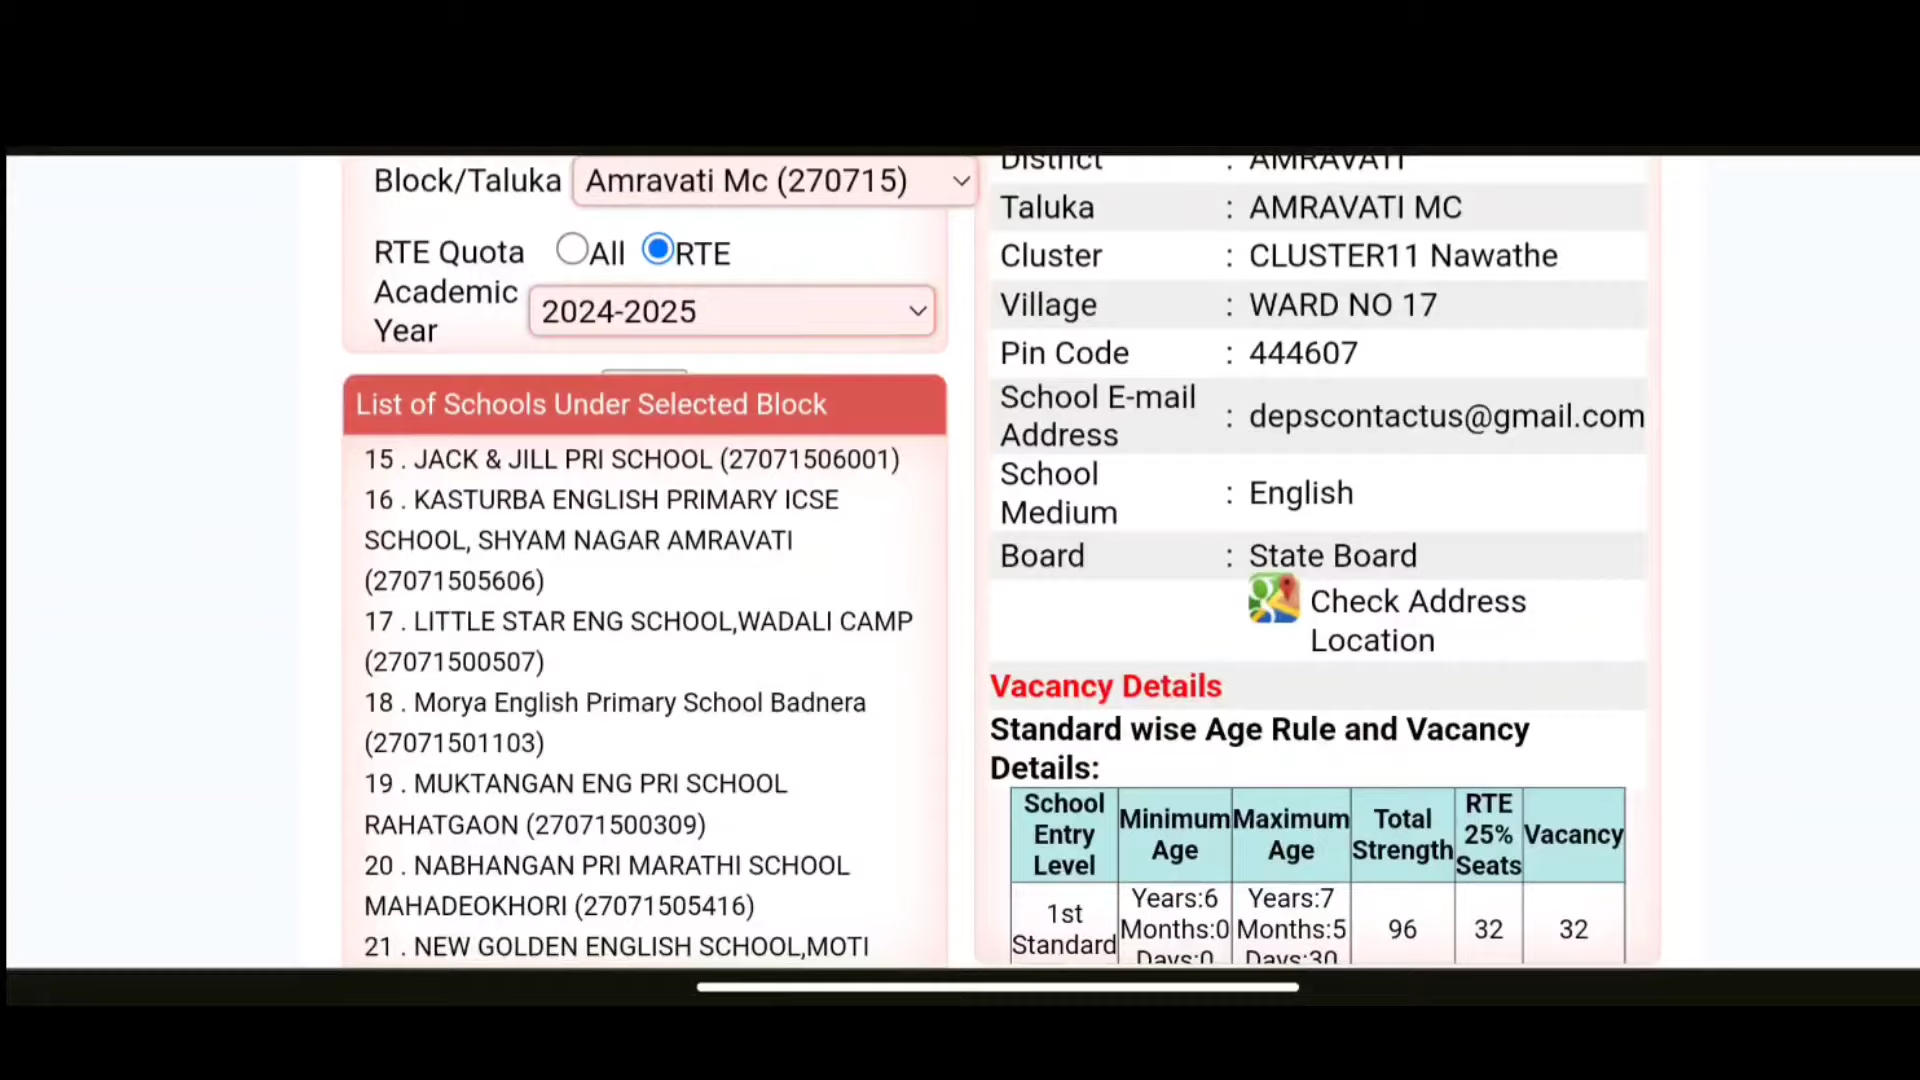 Block/Taluka Amravati Mc (270715)
RTE Quota All RTE
Academic Year 2024-2025
List of Schools Under Selected Block
15 . JACK & JILL PRI SCHOOL (27071506001)
16 . KASTURBA ENGLISH PRIMARY ICSE
SCHOOL, SHYAM NAGAR AMRAVATI
(27071505606)
17 . LITTLE STAR ENG SCHOOL,WADALI CAMP
(27071500507)
18 . Morya English Primary School Badnera
(27071501103)
19 . MUKTANGAN ENG PRI SCHOOL
RAHATGAON (27071500309)
20 . NABHANGAN PRI MARATHI SCHOOL
MAHADEOKHORI (27071505416)
21 . NEW GOLDEN ENGLISH SCHOOL,MOTI
District : AMRAVATI
Taluka : AMRAVATI MC
Cluster : CLUSTER11 Nawathe
Village : WARD NO 17
Pin Code : 444607
School E-mail
Address : depscontactus@gmail.com
School
Medium : English
Board : State Board
Check Address
Location
Vacancy Details
Standard wise Age Rule and Vacancy
Details:
School Entry Level Minimum Age Maximum Age Total Strength RTE 25% Seats Vacancy
1st Standard Years:6 Months:0 Days:0 Years:7 Months:5 Days:30 96 32 32